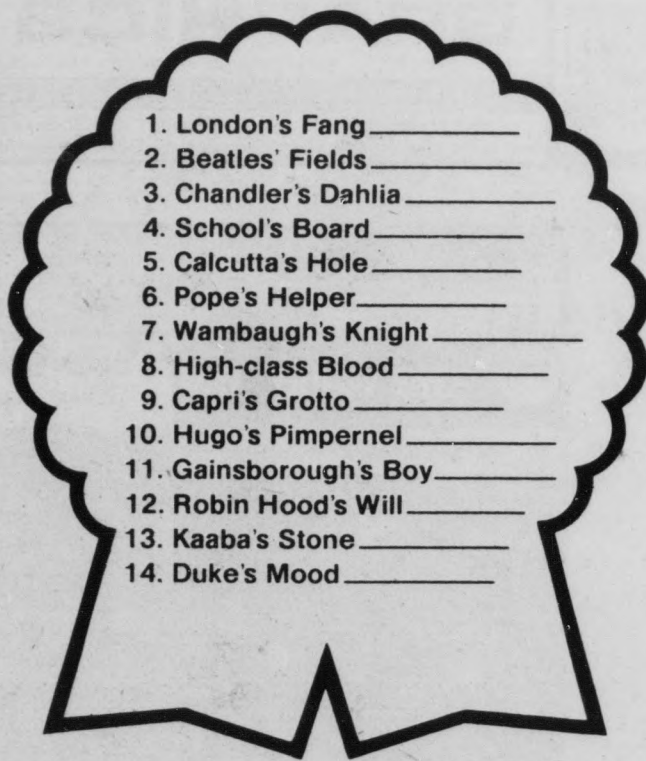 1. London's Fang
2. Beatles' Fields
3. Chandler's Dahlia
4. School's Board
5. Calcutta's Hole
6. Pope's Helper
7. Wambaugh's Knight
8. High-class Blood
9. Capri's Grotto
10. Hugo's Pimpernel
11. Gainsborough's Boy
12. Robin Hood's Will
13. Kaaba's Stone
14. Duke's Mood